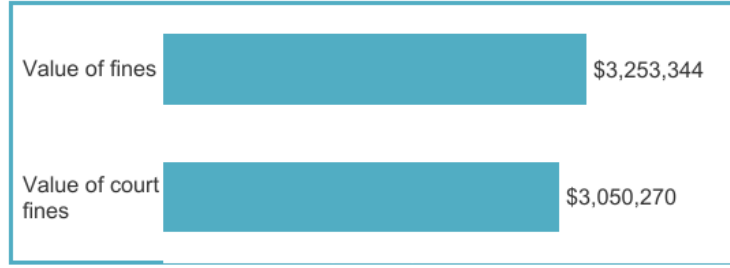 Value of fines
$3,253,344
Value of court
fines
$3,050,270